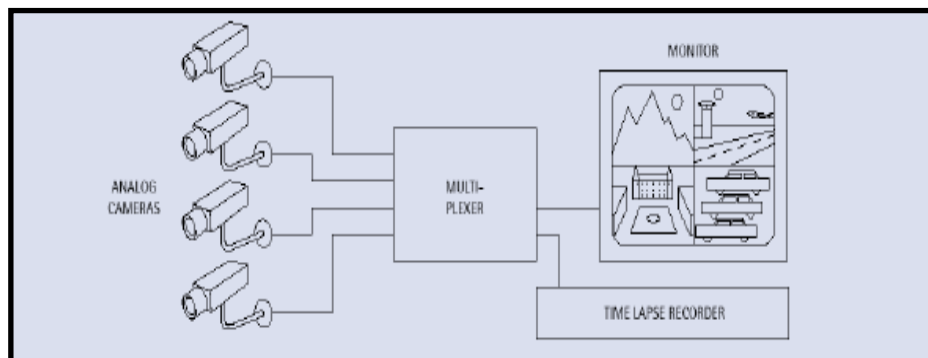 MONITOR
ANALOG
CAMERAS
MULTI-
PLEXER
TIME LAPSE RECORDER